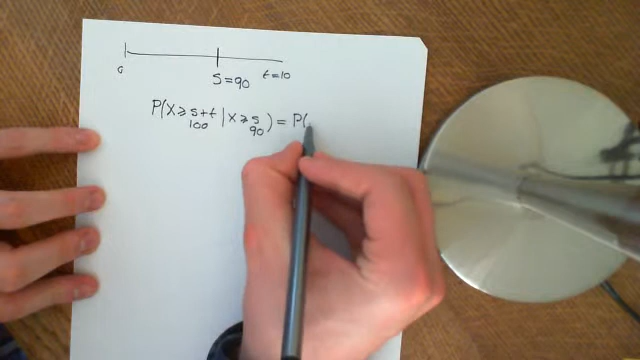 0 S=90 t=10
P(X ≥ s+t | X ≥ s) = P(
100 90